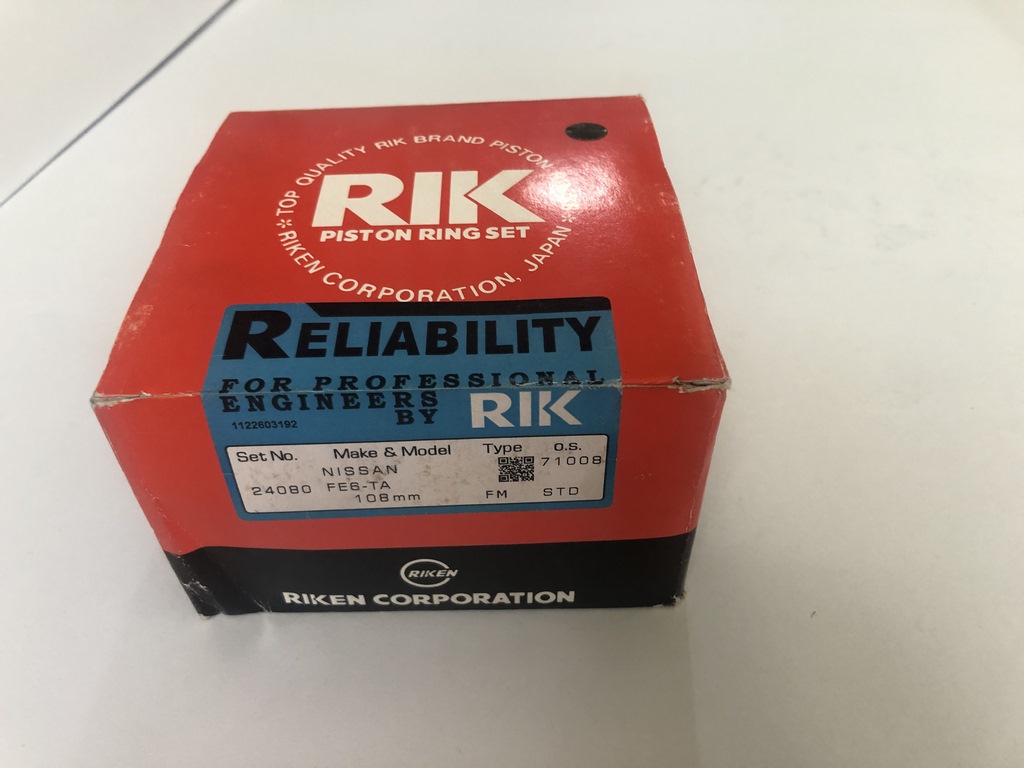 TOP QUALITY RIK BRAND PISTON
RIK
PISTON RING SET
* RIKEN CORPORATION, JAPAN *
RELIABILITY
FOR PROFESSIONAL
ENGINEERS
BY RIK
1122603192
Set No. Make & Model Type O.S.
NISSAN 71008
24080 FE6-TA
108mm FM STD
RIKEN
RIKEN CORPORATION